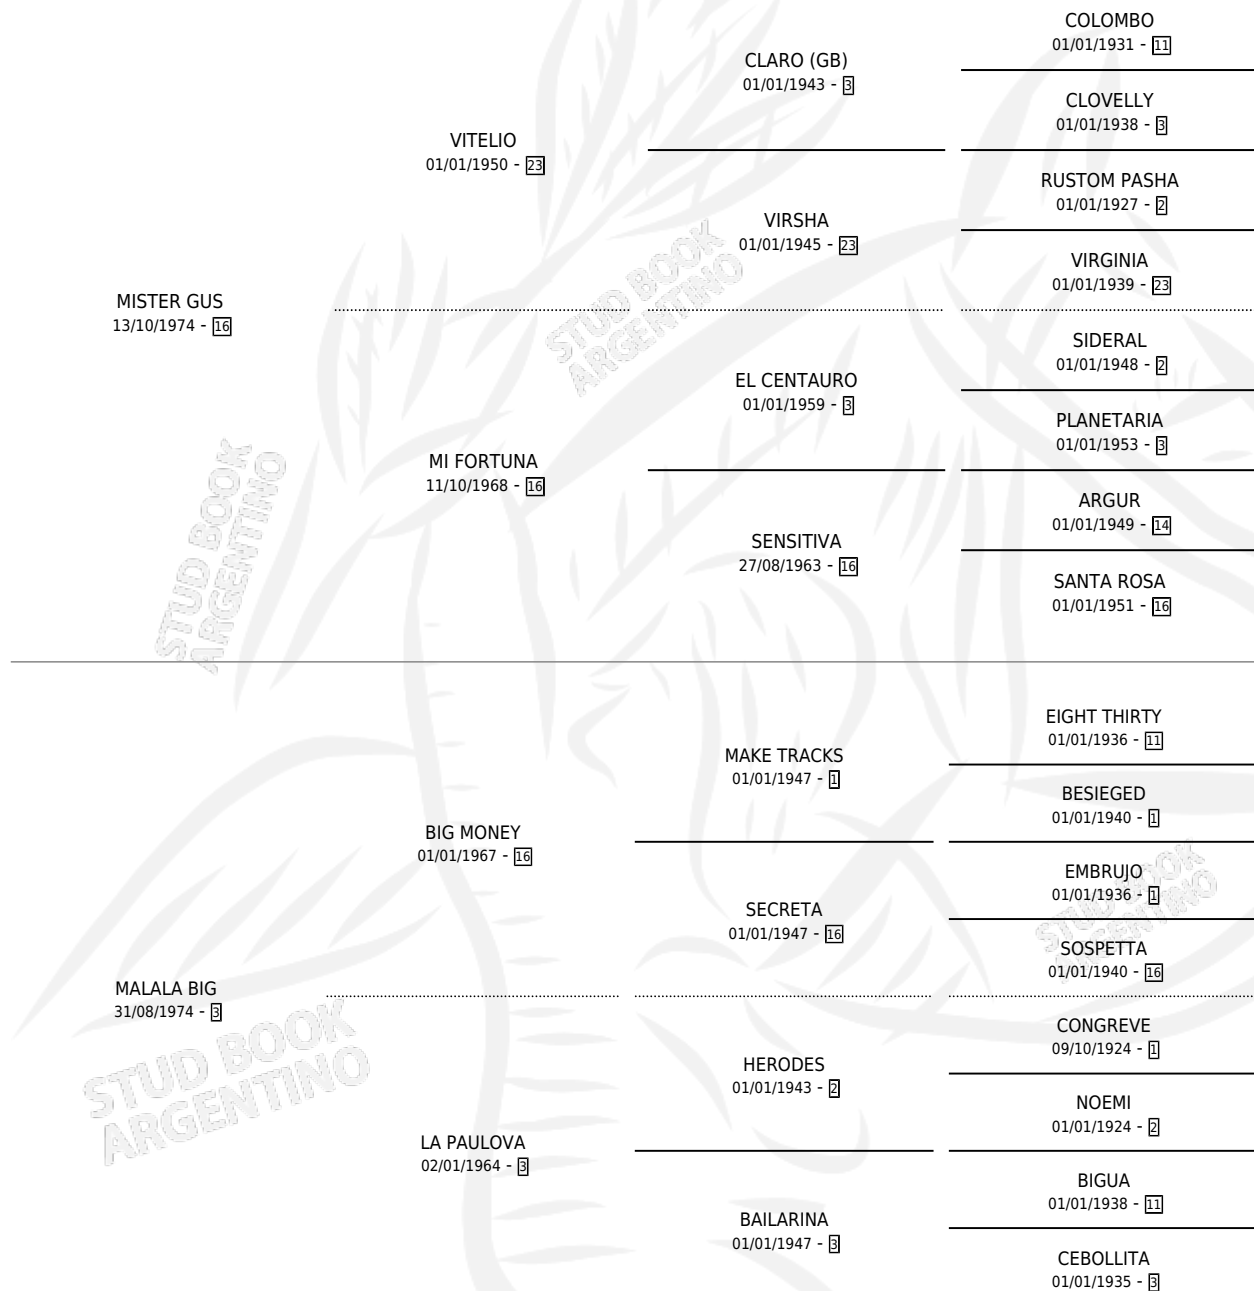 COLOMBO
01/01/1931 - 11
CLARO (GB)
01/01/1943 - 3
CLOVELLY
01/01/1938 - 3
VITELIO
01/01/1950 - 23
RUSTOM PASHA
01/01/1927 - 2
VIRSHA
01/01/1945 - 23
VIRGINIA
01/01/1939 - 23
MISTER GUS
13/10/1974 - 16
SIDERAL
01/01/1948 - 2
EL CENTAURO
01/01/1959 - 3
PLANETARIA
01/01/1953 - 3
MI FORTUNA
11/10/1968 - 16
ARGUR
01/01/1949 - 14
SENSITIVA
27/08/1963 - 16
SANTA ROSA
01/01/1951 - 16
STUD BOOK
ARGENTINO
STUD BOOK
ARGENTINO
EIGHT THIRTY
01/01/1936 - 11
MAKE TRACKS
01/01/1947 - 1
BESIEGED
01/01/1940 - 1
BIG MONEY
01/01/1967 - 16
EMBRUJO
01/01/1936 - 1
SECRETA
01/01/1947 - 16
SOSPETTA
01/01/1940 - 16
MALALA BIG
31/08/1974 - 3
CONGREVE
09/10/1924 - 1
HERODES
01/01/1943 - 2
NOEMI
01/01/1924 - 2
LA PAULOVA
02/01/1964 - 3
BIGUA
01/01/1938 - 11
BAILARINA
01/01/1947 - 3
CEBOLLITA
01/01/1935 - 3
STUD BOOK
ARGENTINO
STUD BOOK
ARGENTINO